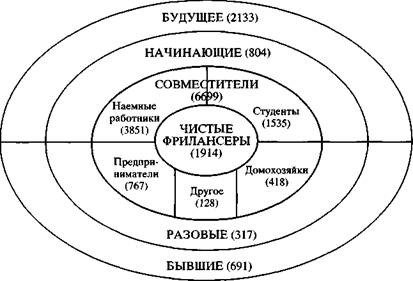 БУДУЩЕЕ (2133)
НАЧИНАЮЩИЕ (804)
СОВМЕСТИТЕЛИ
(6699)
Наемные
работники
(3851)
Студенты
(1535)
ЧИСТЫЕ
ФРИЛАНСЕРЫ
(1914)
Предпри-
ниматели
(767)
Другое
(128)
Домохозяйки
(418)
РАЗОВЫЕ (317)
БЫВШИЕ (691)